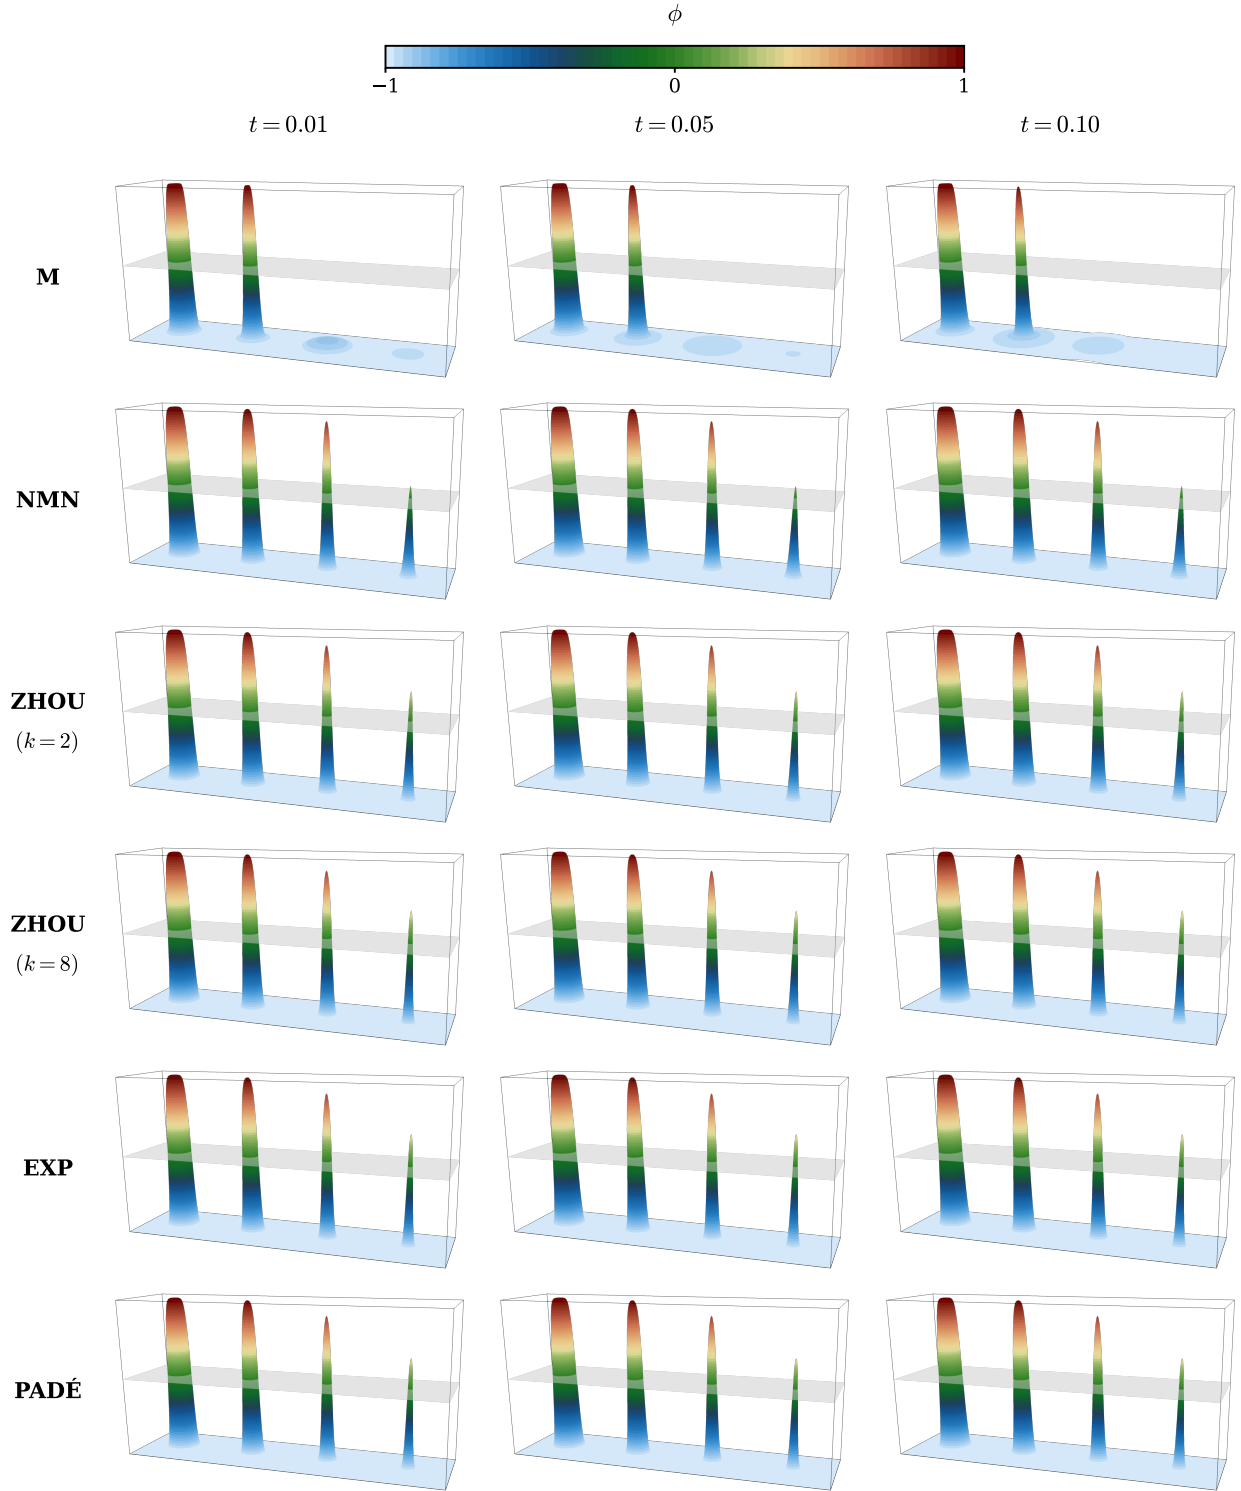 ϕ
−1 0 1
t = 0.01 t = 0.05 t = 0.10
M
NMN
ZHOU
(k = 2)
ZHOU
(k = 8)
EXP
PADÉ